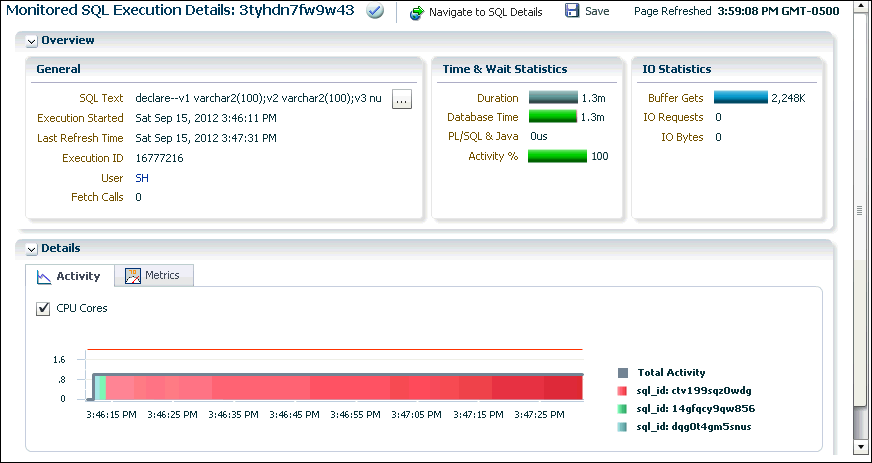 Monitored SQL Execution Details: 3tyhdn7fw9w43 Navigate to SQL Details Save Page Refreshed 3:59:08 PM GMT-0500
Overview
General
SQL Text declare--v1 varchar2(100);v2 varchar2(100);v3 nu ...
Execution Started Sat Sep 15, 2012 3:46:11 PM
Last Refresh Time Sat Sep 15, 2012 3:47:31 PM
Execution ID 16777216
User SH
Fetch Calls 0
Time & Wait Statistics
Duration 1.3m
Database Time 1.3m
PL/SQL & Java 0us
Activity % 100
IO Statistics
Buffer Gets 2,248K
IO Requests 0
IO Bytes 0
Details
Activity Metrics
CPU Cores
1.6
.8
0
3:46:15 PM 3:46:25 PM 3:46:35 PM 3:46:45 PM 3:46:55 PM 3:47:05 PM 3:47:15 PM 3:47:25 PM
Total Activity
sql_id: ctv199sqz0wdg
sql_id: 14gfqcy9qw856
sql_id: dqg0t4gm5snus